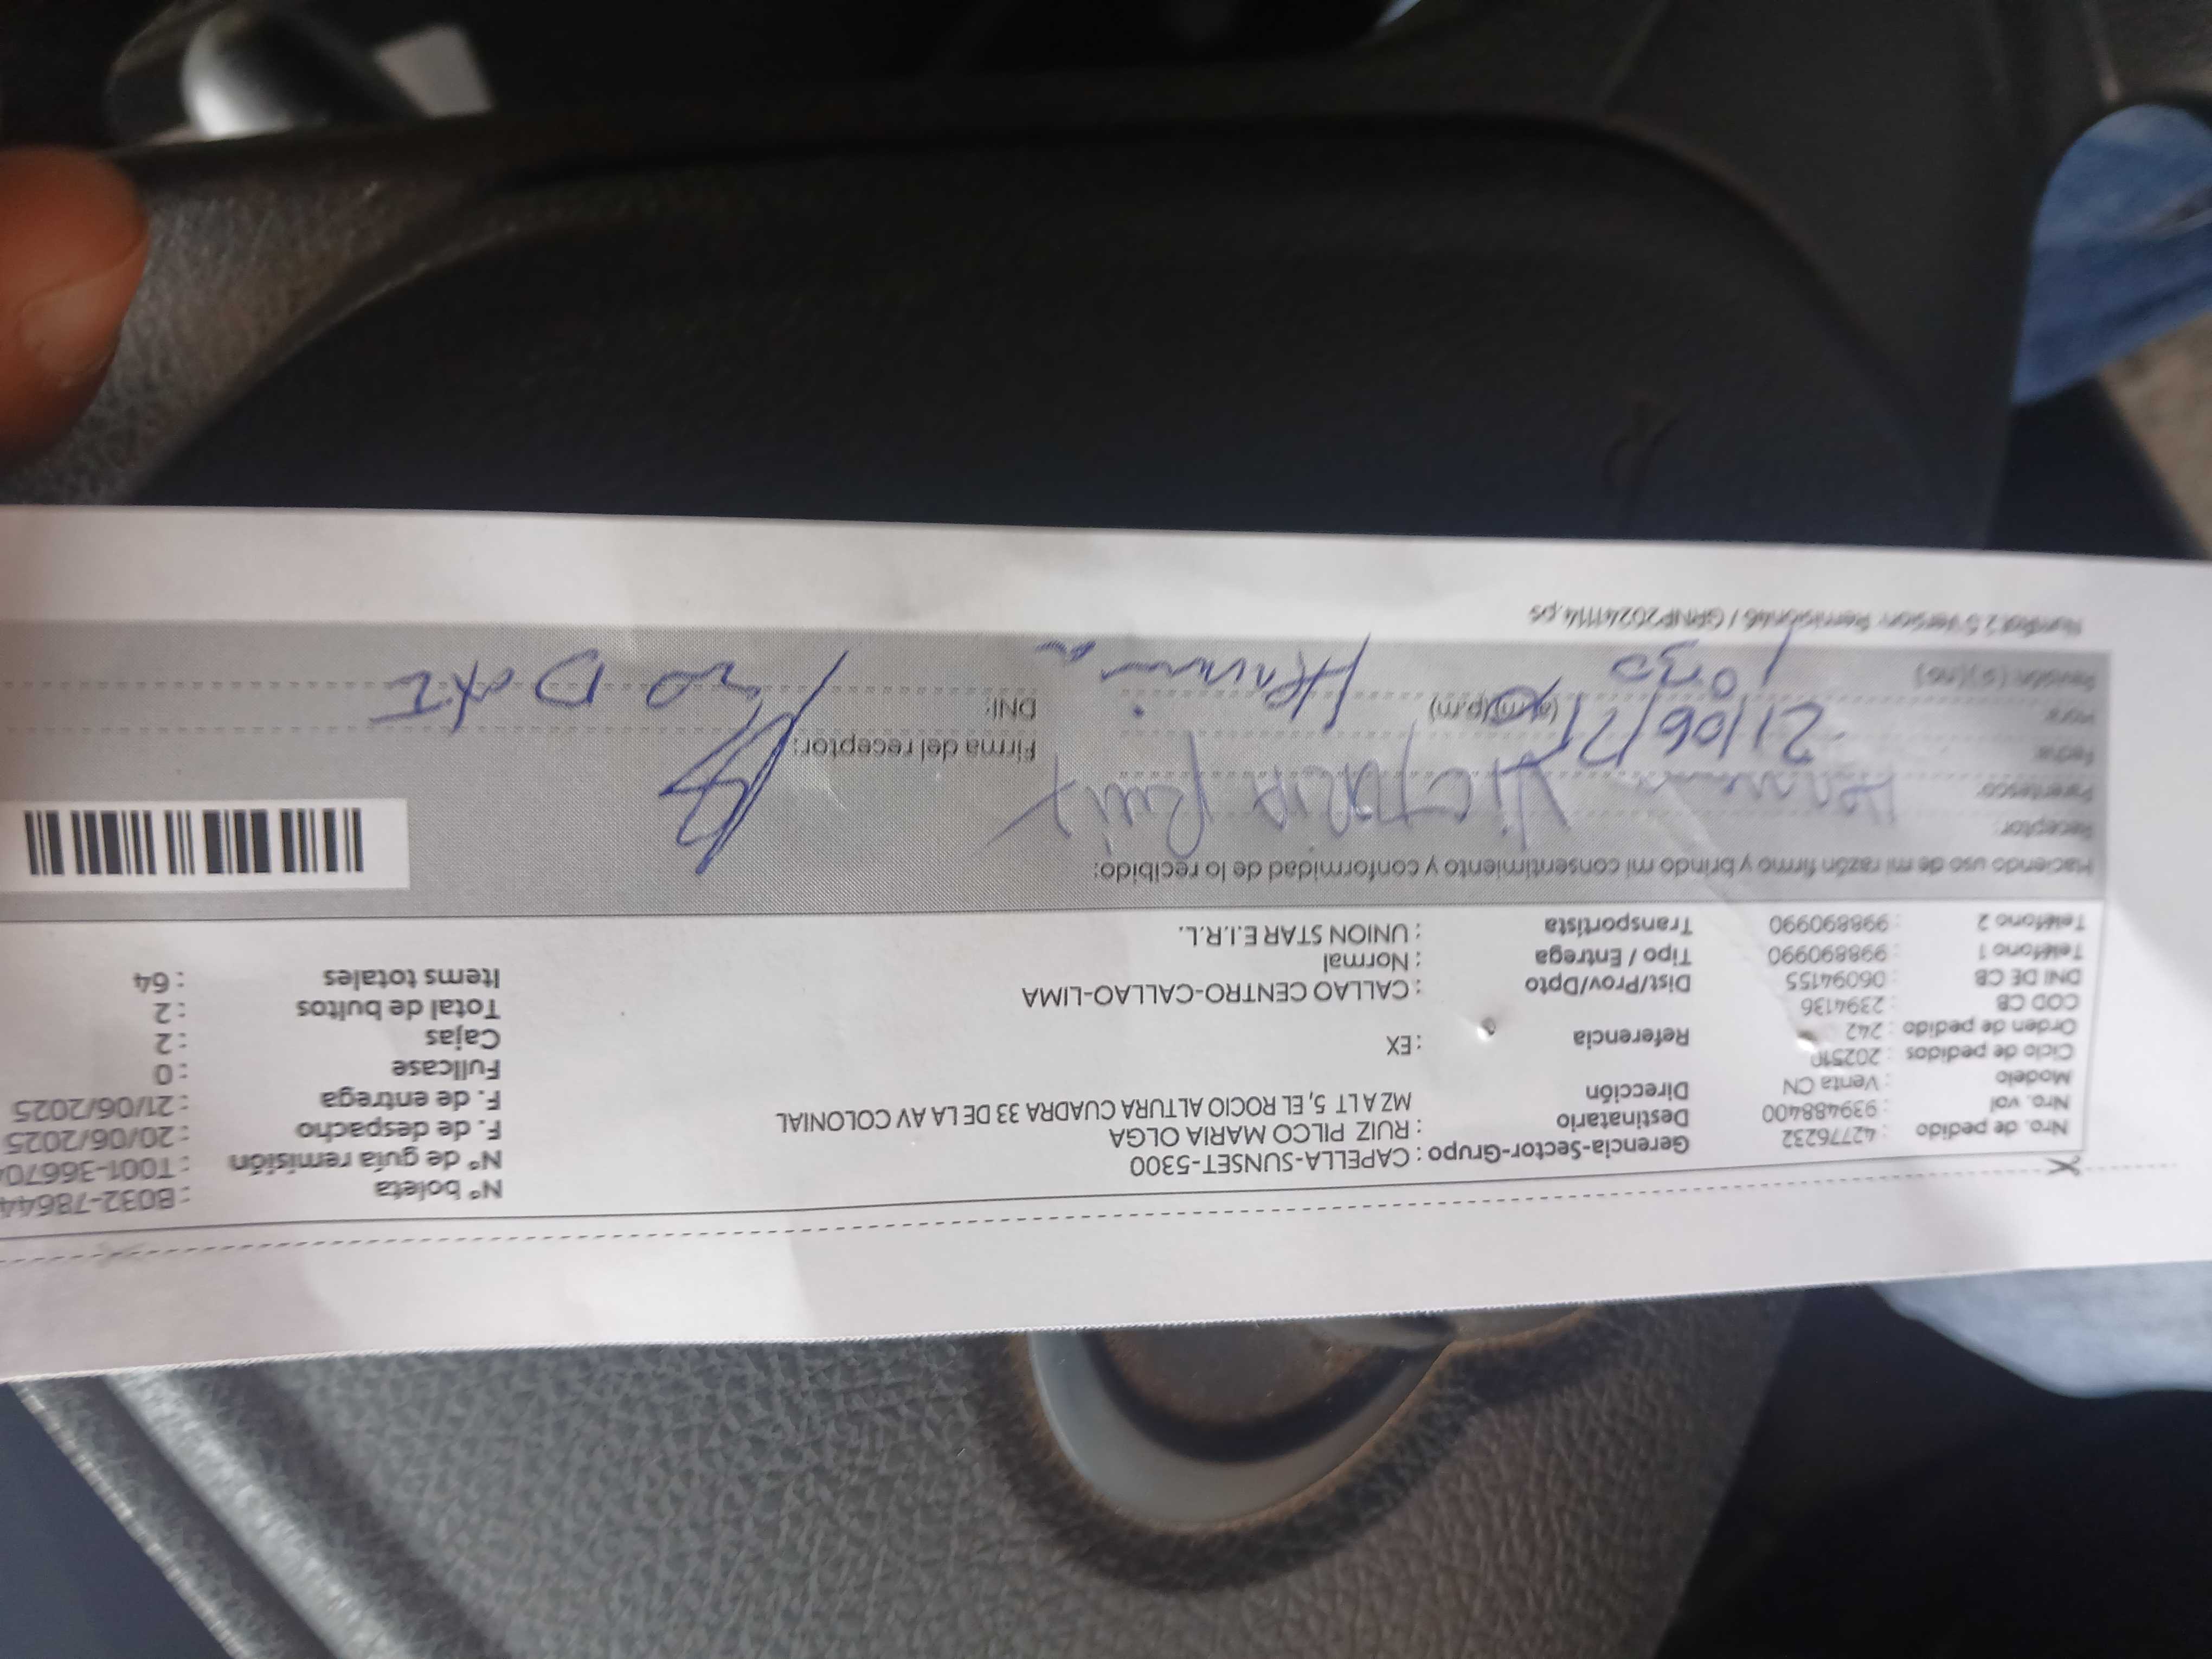 Nro. de pedido : 42776232
Nro. vol : 939488400
Modelo : Venta CN
Ciclo de pedidos : 202510
Orden de pedido : 242
COD CB : 2394136
DNI DE CB : 06094155
Teléfono 1 : 998890990
Teléfono 2 : 998890990
Gerencia-Sector-Grupo : CAPELLA-SUNSET-5300
Destinatario : RUIZ PILCO MARIA OLGA
Dirección MZ A LT 5, EL ROCIO ALTURA CUADRA 33 DE LA AV COLONIAL
Referencia : EX
Dist/Prov/Dpto : CALLAO CENTRO-CALLAO-LIMA
Tipo / Entrega : Normal
Transportista : UNION STAR E.I.R.L.
N° boleta : B032-78644
N° de guía remisión : T001-36670
F. de despacho : 20/06/2025
F. de entrega : 21/06/2025
Fullcase : 0
Cajas : 2
Total de bultos : 2
Items totales : 64
Haciendo uso de mi razón firmo y brindo mi consentimiento y conformidad de lo recibido:
Receptor: VICTORIA Ruiz
Parentesco:
Fecha: 21/06/25
Hora: (a.m)(p.m)
Revisión (si)(no)
Firma del receptor:
DNI: